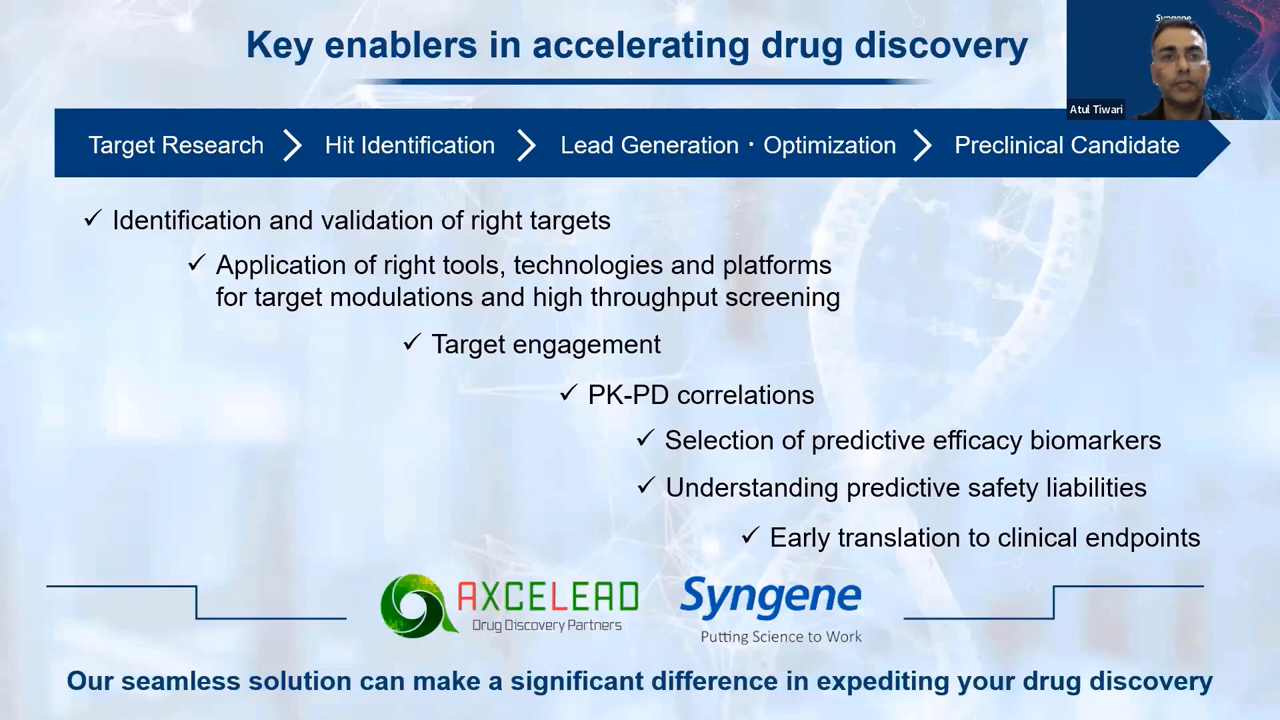 Key enablers in accelerating drug discovery
Syngene
Atul Tiwari
Target Research
Hit Identification
Lead Generation・Optimization
Preclinical Candidate
✓ Identification and validation of right targets
✓ Application of right tools, technologies and platforms
for target modulations and high throughput screening
✓ Target engagement
✓ PK-PD correlations
✓ Selection of predictive efficacy biomarkers
✓ Understanding predictive safety liabilities
✓ Early translation to clinical endpoints
AXCELEAD
Drug Discovery Partners
Syngene
Putting Science to Work
Our seamless solution can make a significant difference in expediting your drug discovery